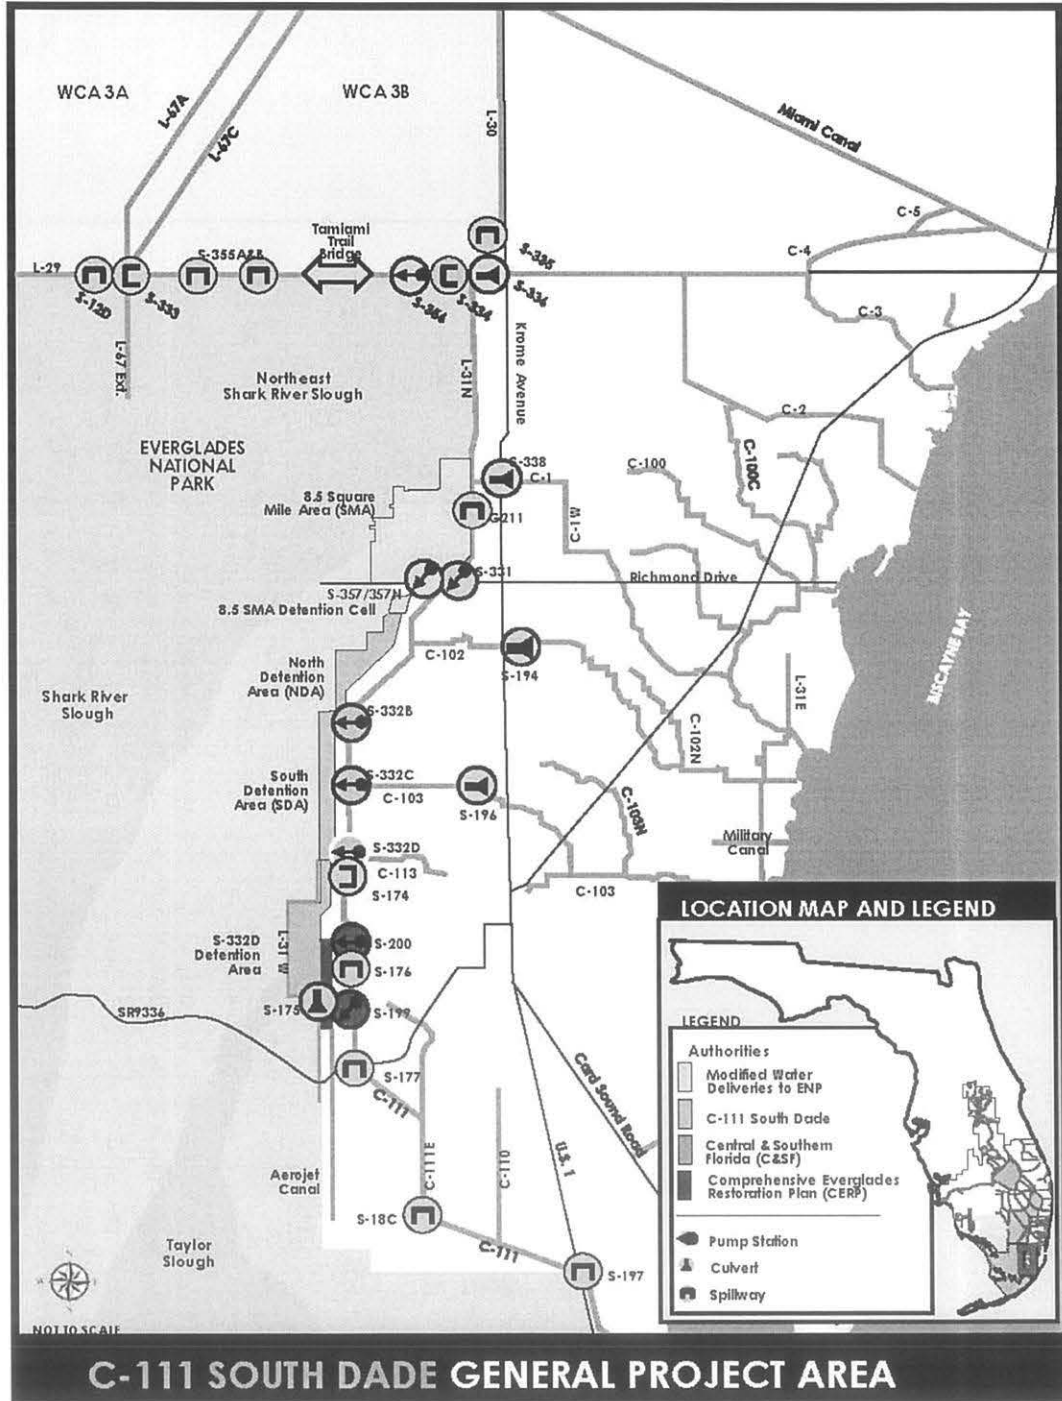 WCA 3A
WCA 3B
L-67A
L-67C
L-30
Miami Canal
C-5
C-4
L-29
S-355A&B
Tamiami
Trail
Bridge
S-335
S-12D
S-333
S-356
S-334
S-336
C-3
L-67 Ext.
L-31N
Krome Avenue
Northeast
Shark River Slough
C-2
EVERGLADES
NATIONAL
PARK
S-338
C-1
C-100
C-100C
8.5 Square
Mile Area (SMA)
G211
C-1W
S-331
S-357/357N
Richmond Drive
8.5 SMA Detention Cell
C-102
S-194
North
Detention
Area (NDA)
L-31E
BISCAYNE BAY
Shark River
Slough
S-332B
C-102N
South
Detention
Area (SDA)
S-332C
C-103
S-196
C-103N
Military
Canal
S-332D
C-113
S-174
C-103
S-332D
Detention
Area
L-31 W
S-200
S-176
S-175
S-199
SR9336
S-177
C-111
Card Sound Road
C-111E
C-110
U.S. 1
Aerojet
Canal
S-18C
C-111
S-197
Taylor
Slough
NOT TO SCALE
LOCATION MAP AND LEGEND
LEGEND
Authorities
Modified Water
Deliveries to ENP
C-111 South Dade
Central & Southern
Florida (C&SF)
Comprehensive Everglades
Restoration Plan (CERP)
Pump Station
Culvert
Spillway
C-111 SOUTH DADE GENERAL PROJECT AREA